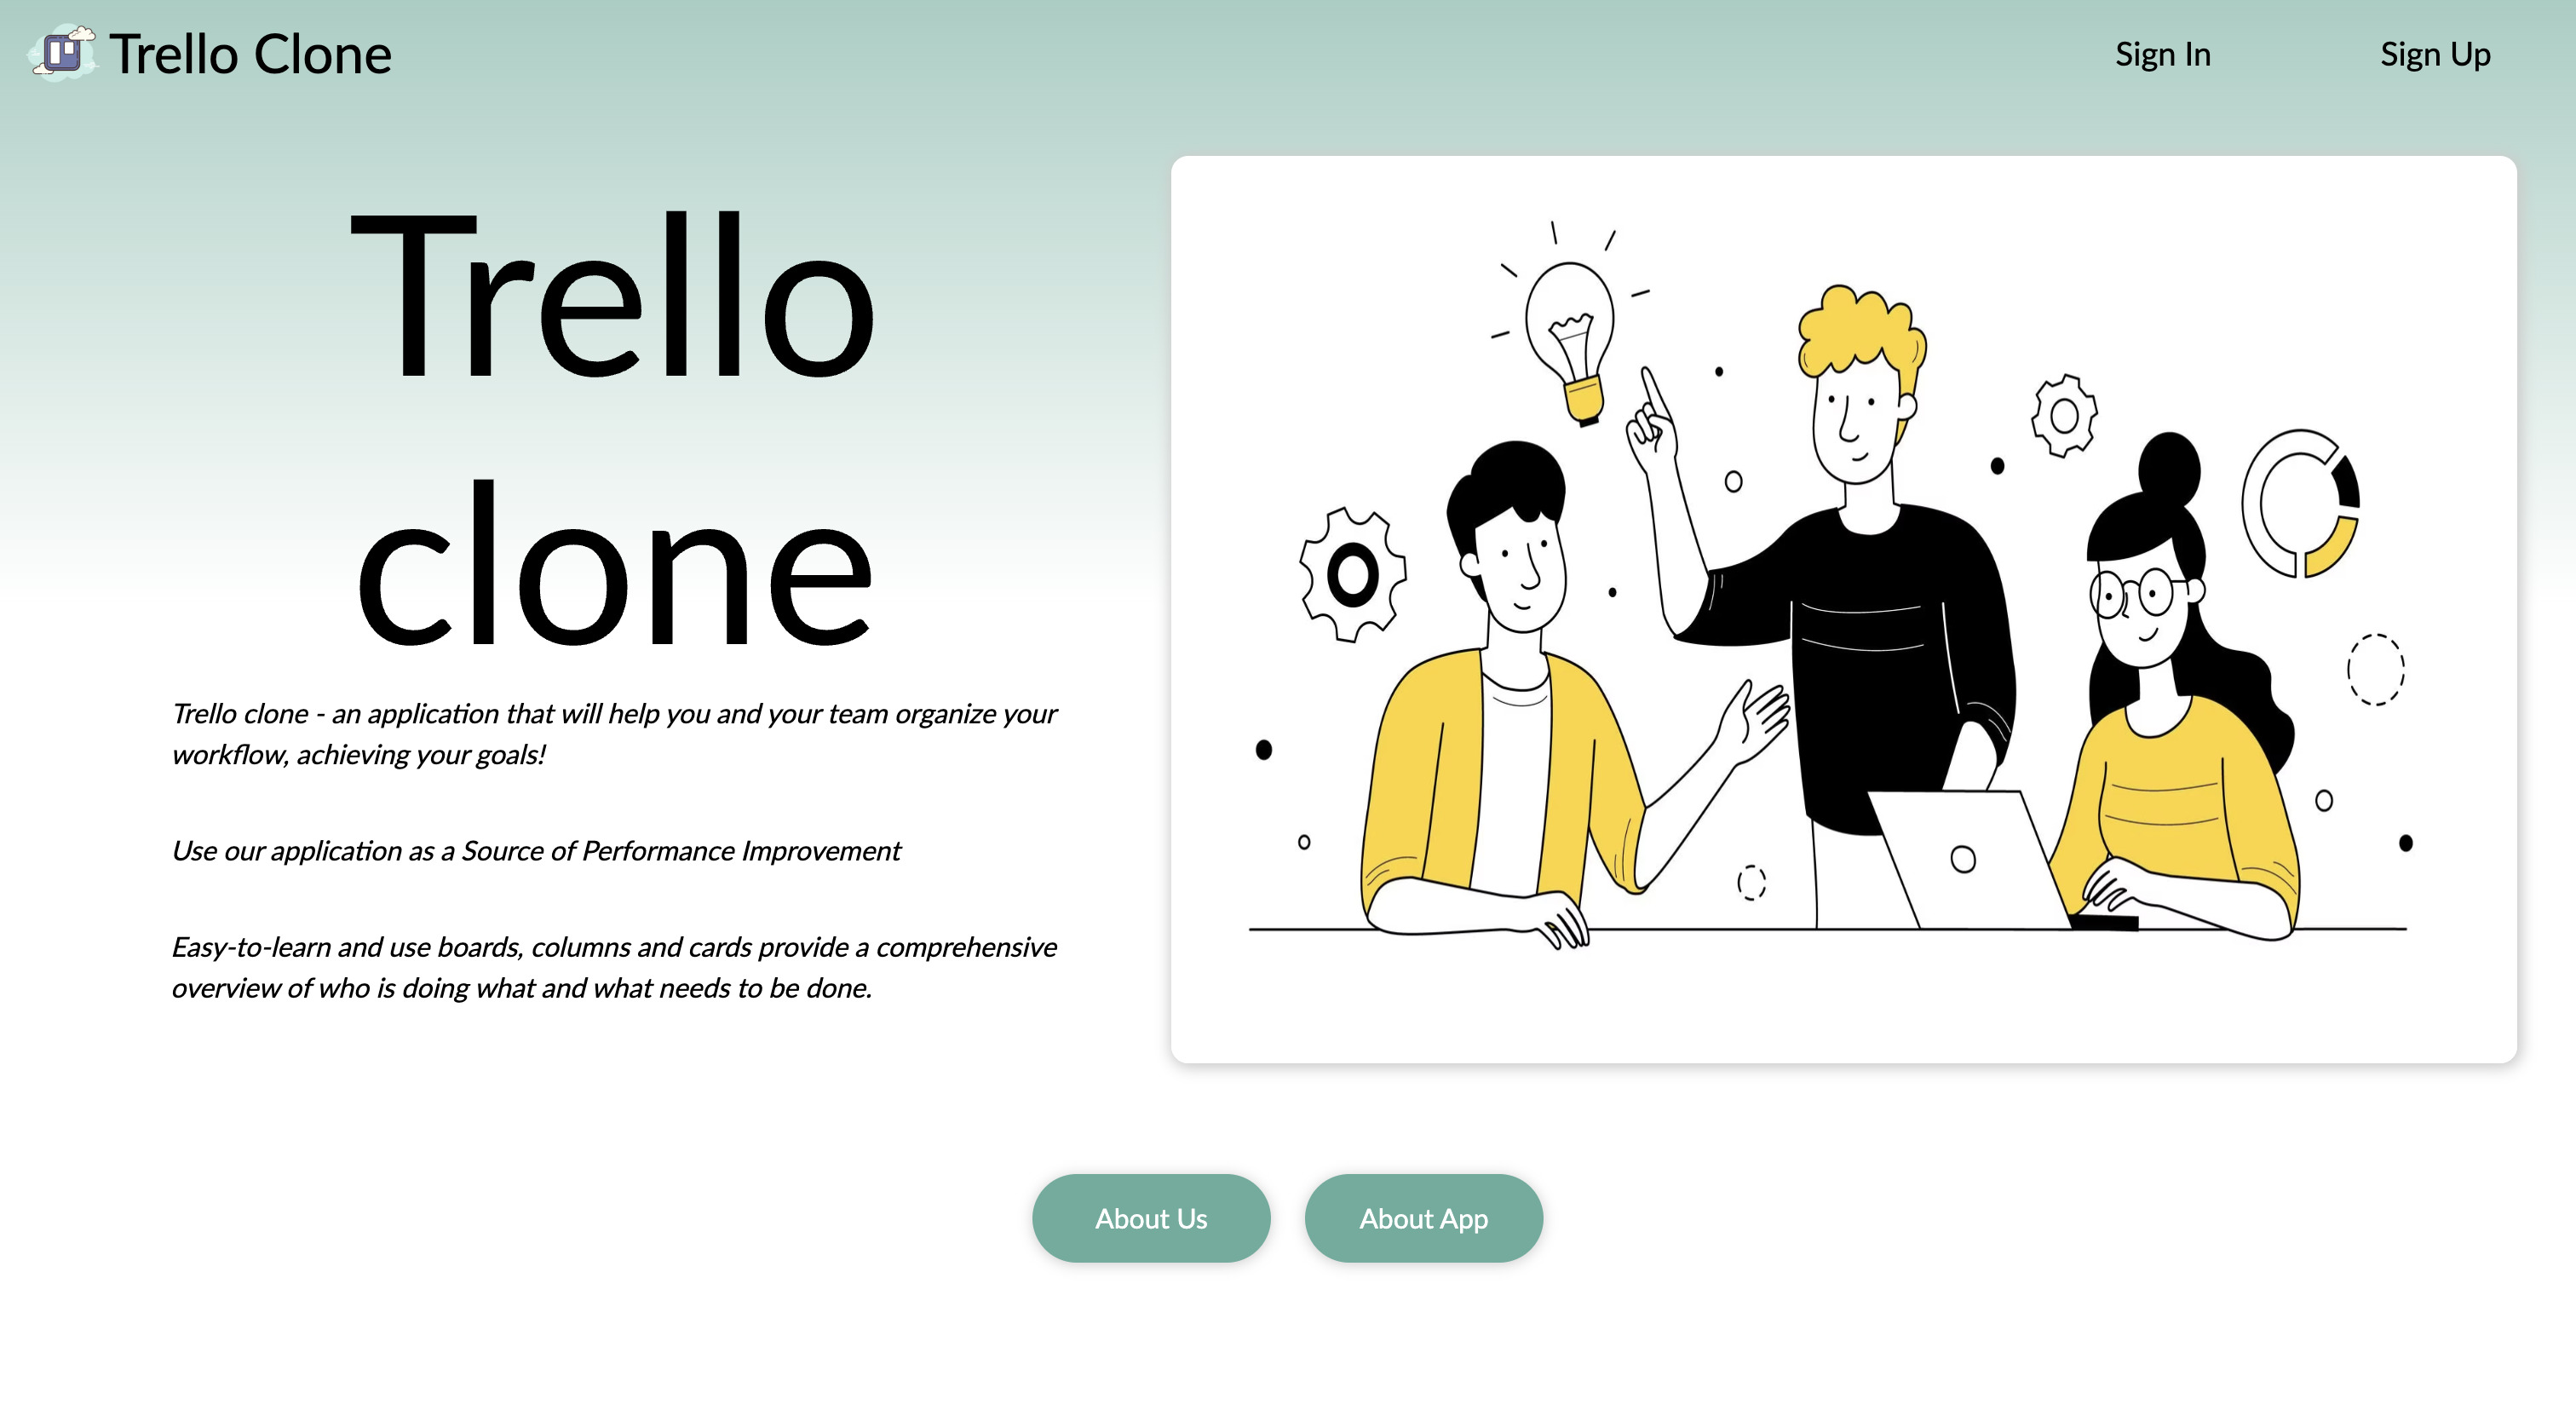 Trello Clone
Sign In
Sign Up
Trello
clone
Trello clone - an application that will help you and your team organize your
workflow, achieving your goals!
Use our application as a Source of Performance Improvement
Easy-to-learn and use boards, columns and cards provide a comprehensive
overview of who is doing what and what needs to be done.
About Us
About App